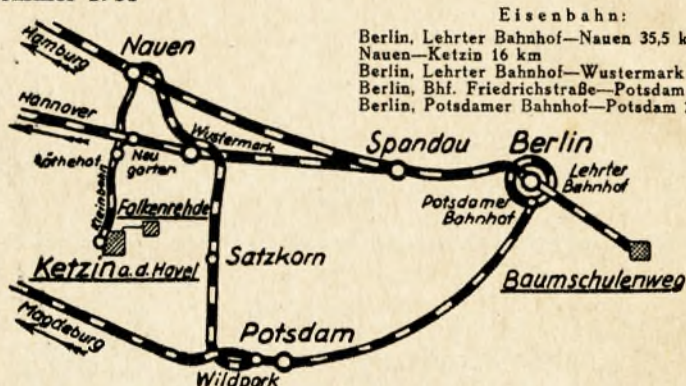 Eisenbahn:
Berlin, Lehrter Bahnhof—Nauen 35,5 k
Nauen—Ketzin 16 km
Berlin, Lehrter Bahnhof—Wustermark
Berlin, Bhf. Friedrichstraße—Potsdam
Berlin, Potsdamer Bahnhof—Potsdam
Hamburg
Nauen
Hannover
Wustermark
Spandau
Berlin
Lehrter
Bahnhof
Röthehof
Neu
garten
Kleinbahn
Falkenrehde
Potsdamer
Bahnhof
Ketzin a.d. Havel
Satzkorn
Baumschulenweg
Magdeburg
Potsdam
Wildpark